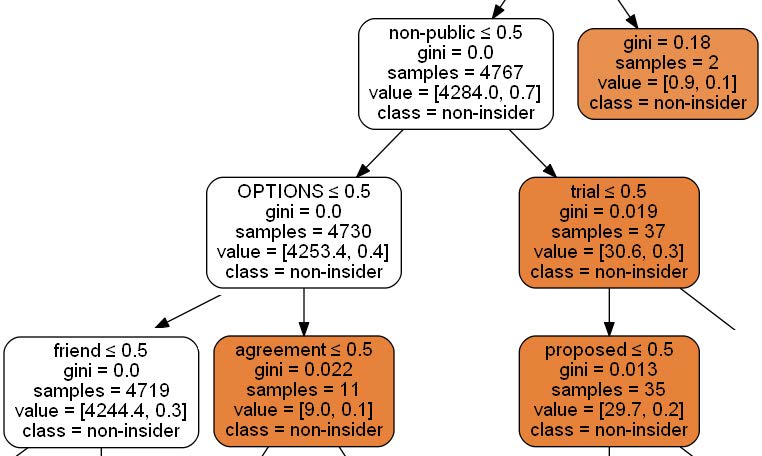 non-public ≤ 0.5
gini = 0.0
samples = 4767
value = [4284.0, 0.7]
class = non-insider
gini = 0.18
samples = 2
value = [0.9, 0.1]
class = non-insider
OPTIONS ≤ 0.5
gini = 0.0
samples = 4730
value = [4253.4, 0.4]
class = non-insider
trial ≤ 0.5
gini = 0.019
samples = 37
value = [30.6, 0.3]
class = non-insider
friend ≤ 0.5
gini = 0.0
samples = 4719
value = [4244.4, 0.3]
class = non-insider
agreement ≤ 0.5
gini = 0.022
samples = 11
value = [9.0, 0.1]
class = non-insider
proposed ≤ 0.5
gini = 0.013
samples = 35
value = [29.7, 0.2]
class = non-insider